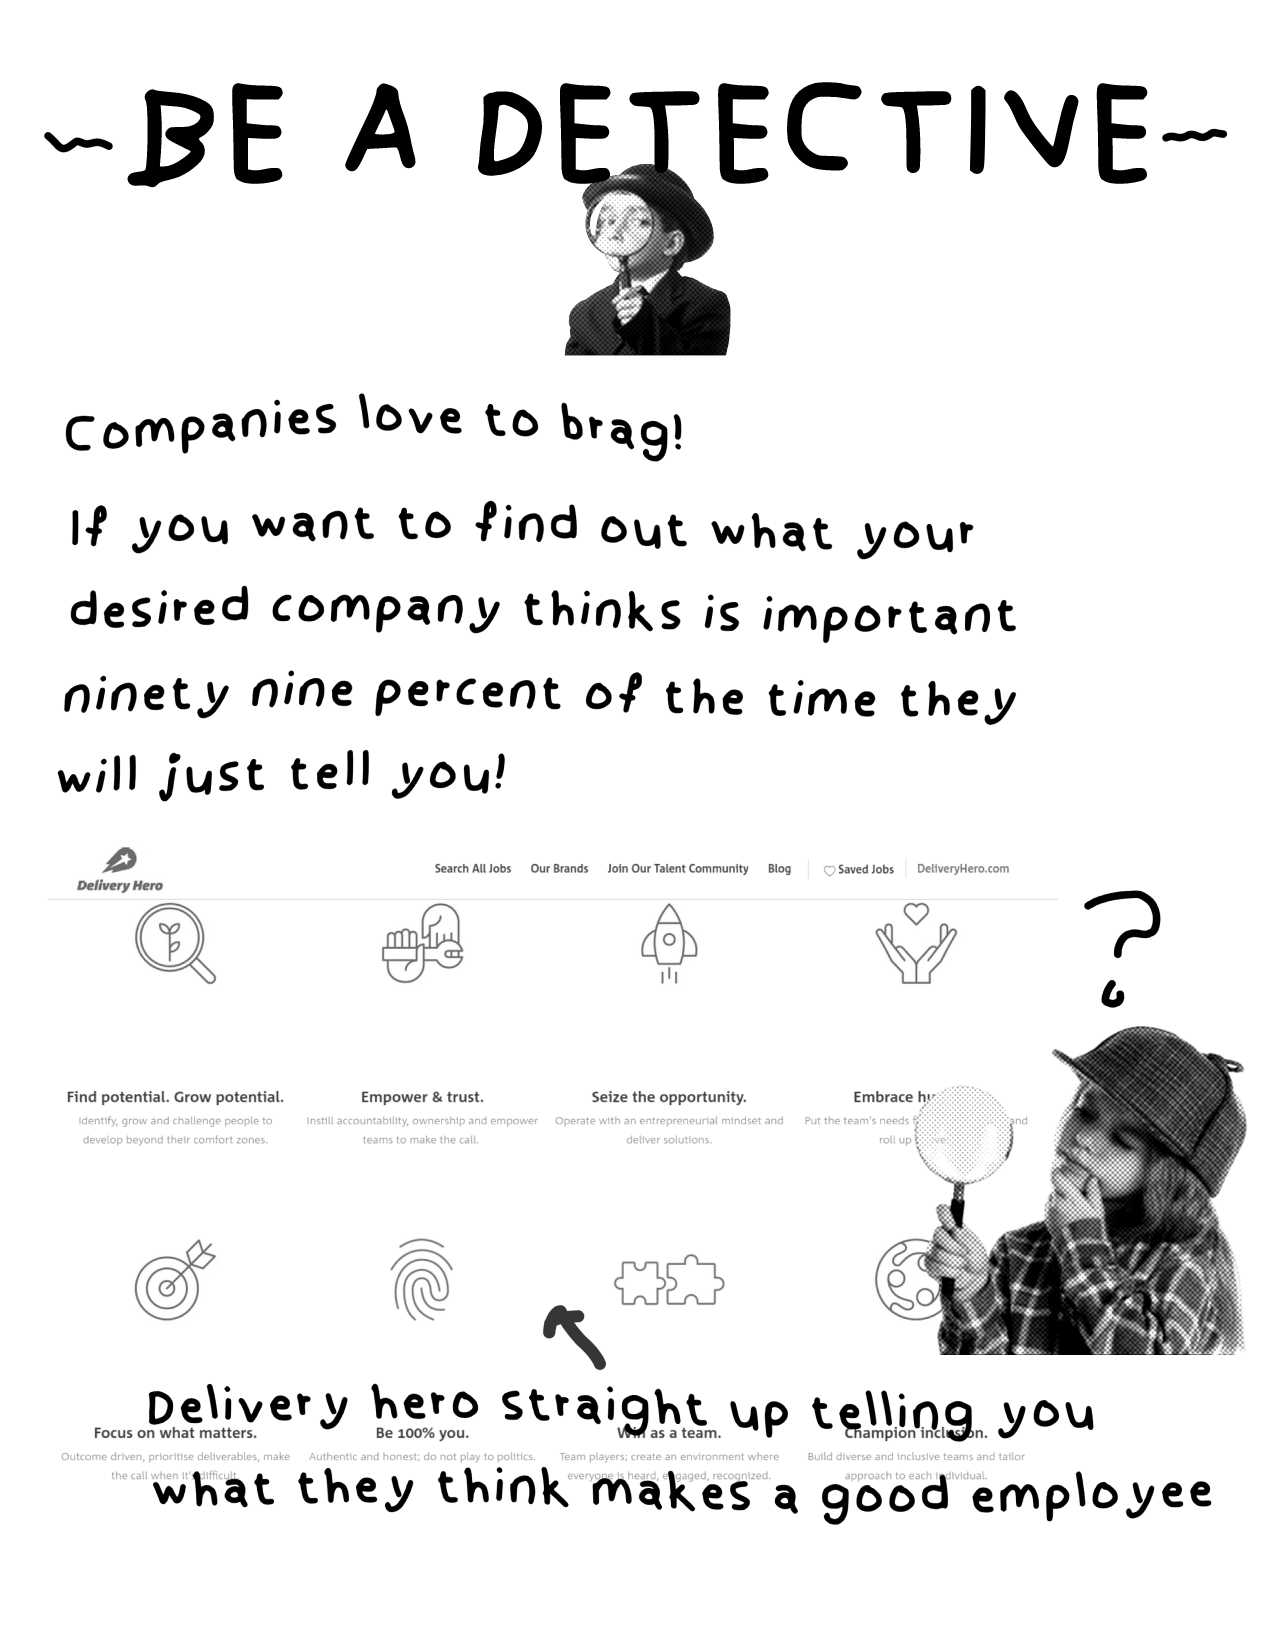 ~BE A DETECTIVE~
Companies love to brag!
If you want to find out what your
desired company thinks is important
ninety nine percent of the time they
will just tell you!
Delivery Hero
Search All Jobs Our Brands Join Our Talent Community Blog Saved Jobs DeliveryHero.com
?
Find potential. Grow potential.
Identify, grow and challenge people to
develop beyond their comfort zones.
Empower & trust.
Instill accountability, ownership and empower
teams to make the call.
Seize the opportunity.
Operate with an entrepreneurial mindset and
deliver solutions.
Embrace
Put the team's needs and
roll up
Delivery hero straight up telling you
Focus on what matters.
Outcome driven, prioritise deliverables, make
the call when it's difficult.
Be 100% you.
Authentic and honest; do not play to politics.
Win as a team.
Team players; create an environment where
everyone is heard, engaged, recognized.
Champion inclusion.
Build diverse and inclusive teams and tailor
approach to each individual.
what they think makes a good employee